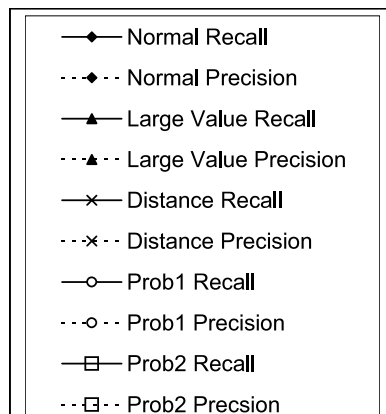 Normal Recall
Normal Precision
Large Value Recall
Large Value Precision
Distance Recall
Distance Precision
Prob1 Recall
Prob1 Precision
Prob2 Recall
Prob2 Precsion